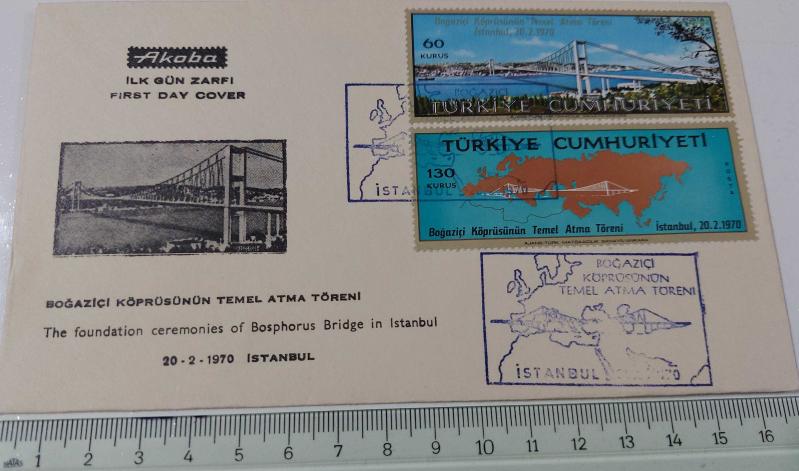 Akoba
İLK GÜN ZARFI
FIRST DAY COVER
BOĞAZİÇİ KÖPRÜSÜNÜN TEMEL ATMA TÖRENİ
The foundation ceremonies of Bosphorus Bridge in Istanbul
20-2-1970 İSTANBUL
Boğaziçi Köprüsünün Temel Atma Töreni
İstanbul, 20.2.1970
60
KURUŞ
TÜRKİYE CUMHURİYETİ
BOĞAZİÇİ
İSTANBUL
TÜRKİYE CUMHURİYETİ
130
KURUŞ
POSTA
Boğaziçi Köprüsünün Temel Atma Töreni İstanbul, 20.2.1970
BOĞAZİÇİ
KÖPRÜSÜNÜN
TEMEL ATMA TÖRENİ
İSTANBUL
1 2 3 4 5 6 7 8 9 10 11 12 13 14 15 16